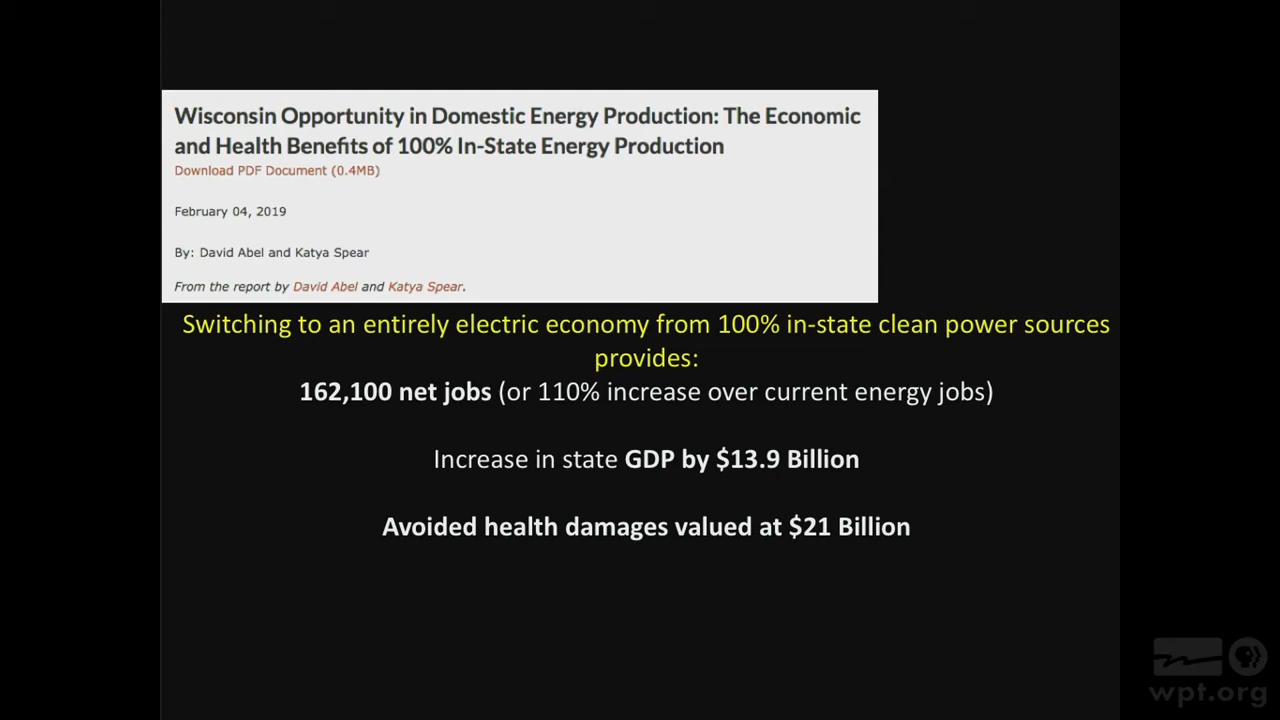 Wisconsin Opportunity in Domestic Energy Production: The Economic
and Health Benefits of 100% In-State Energy Production
Download PDF Document (0.4MB)
February 04, 2019
By: David Abel and Katya Spear
From the report by David Abel and Katya Spear.
Switching to an entirely electric economy from 100% in-state clean power sources
provides:
162,100 net jobs (or 110% increase over current energy jobs)
Increase in state GDP by $13.9 Billion
Avoided health damages valued at $21 Billion
wpt.org